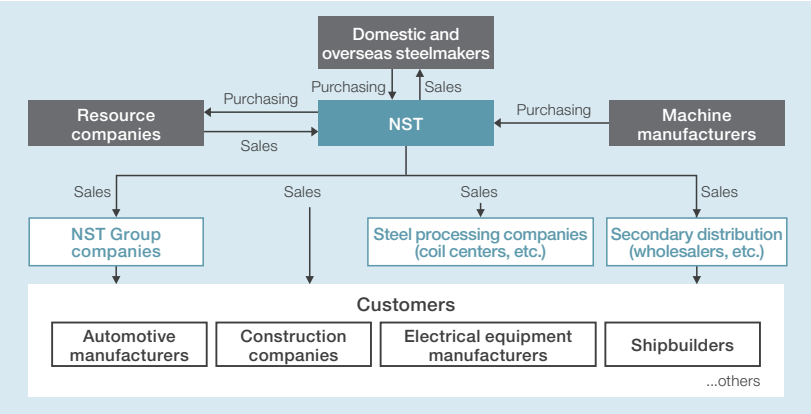 Domestic and
overseas steelmakers
Purchasing
Sales
Purchasing
Resource
companies
Sales
NST
Purchasing
Machine
manufacturers
Sales
Sales
Sales
Sales
NST Group
companies
Steel processing companies
(coil centers, etc.)
Secondary distribution
(wholesalers, etc.)
Customers
Automotive
manufacturers
Construction
companies
Electrical equipment
manufacturers
Shipbuilders
...others